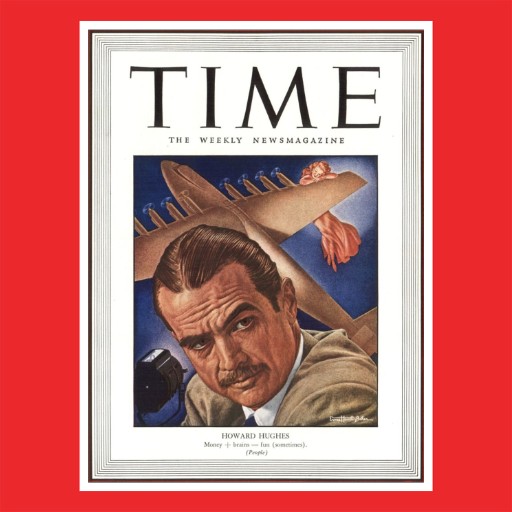 TIME
THE WEEKLY NEWSMAGAZINE
HOWARD HUGHES
Money + brains = fun (sometimes).
(People)